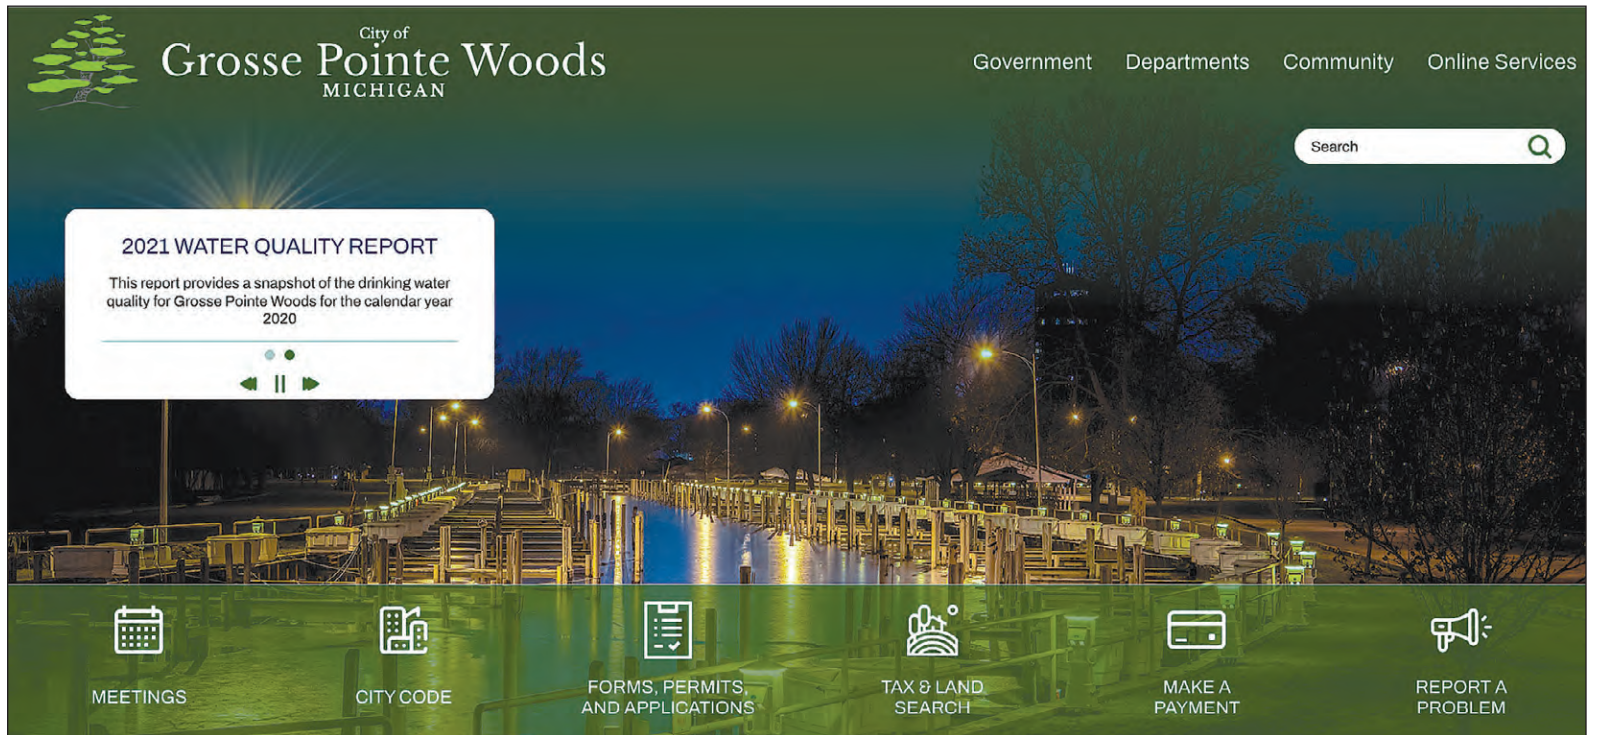 City of
Grosse Pointe Woods
MICHIGAN
Government Departments Community Online Services
Search
2021 WATER QUALITY REPORT
This report provides a snapshot of the drinking water
quality for Grosse Pointe Woods for the calendar year
2020
MEETINGS
CITY CODE
FORMS, PERMITS,
AND APPLICATIONS
TAX & LAND
SEARCH
MAKE A
PAYMENT
REPORT A
PROBLEM